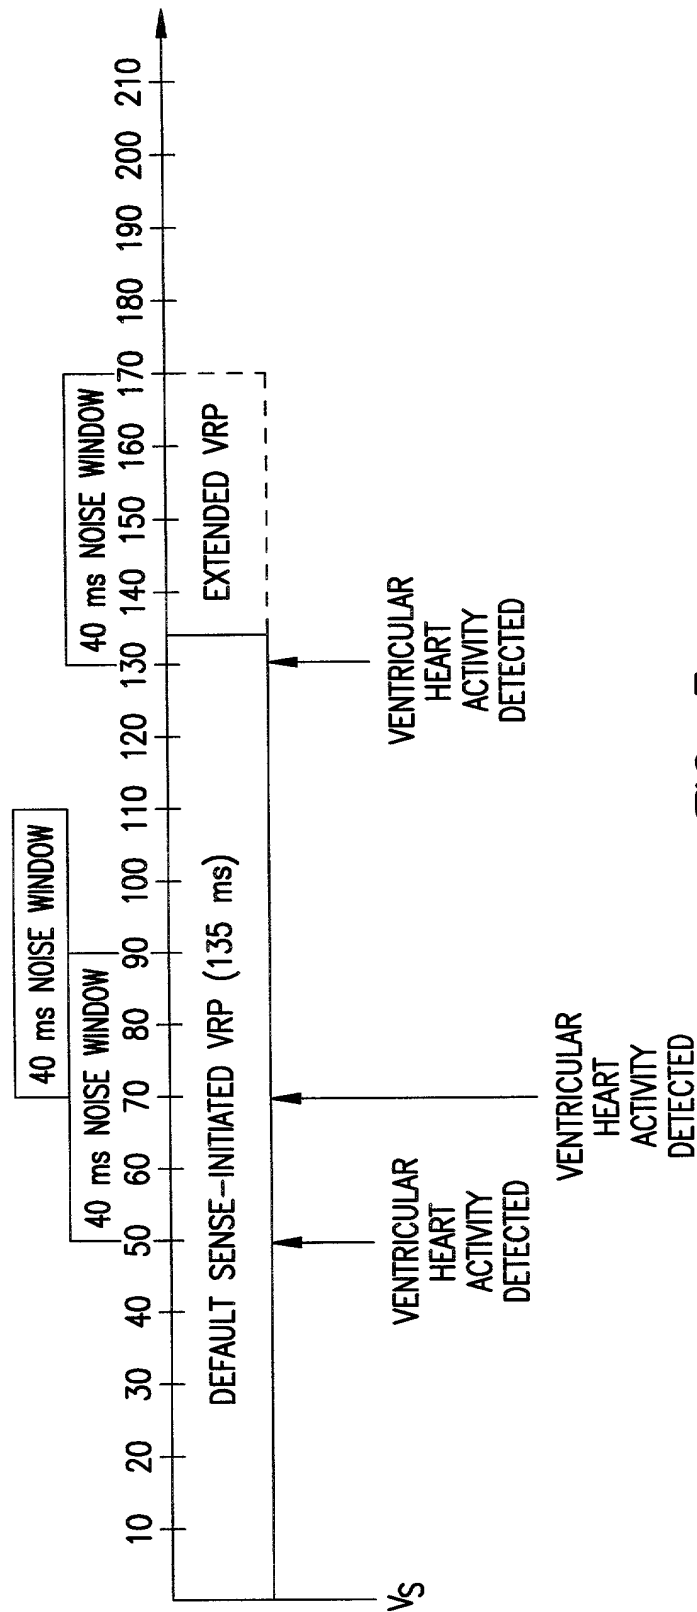 40 ms NOISE WINDOW
40 ms NOISE WINDOW
40 ms NOISE WINDOW
10 20 30 40 50 60 70 80 90 100 110 120 130 140 150 160 170 180 190 200 210
DEFAULT SENSE-INITIATED VRP (135 ms)
EXTENDED VRP
VS
VENTRICULAR
HEART
ACTIVITY
DETECTED
VENTRICULAR
HEART
ACTIVITY
DETECTED
VENTRICULAR
HEART
ACTIVITY
DETECTED